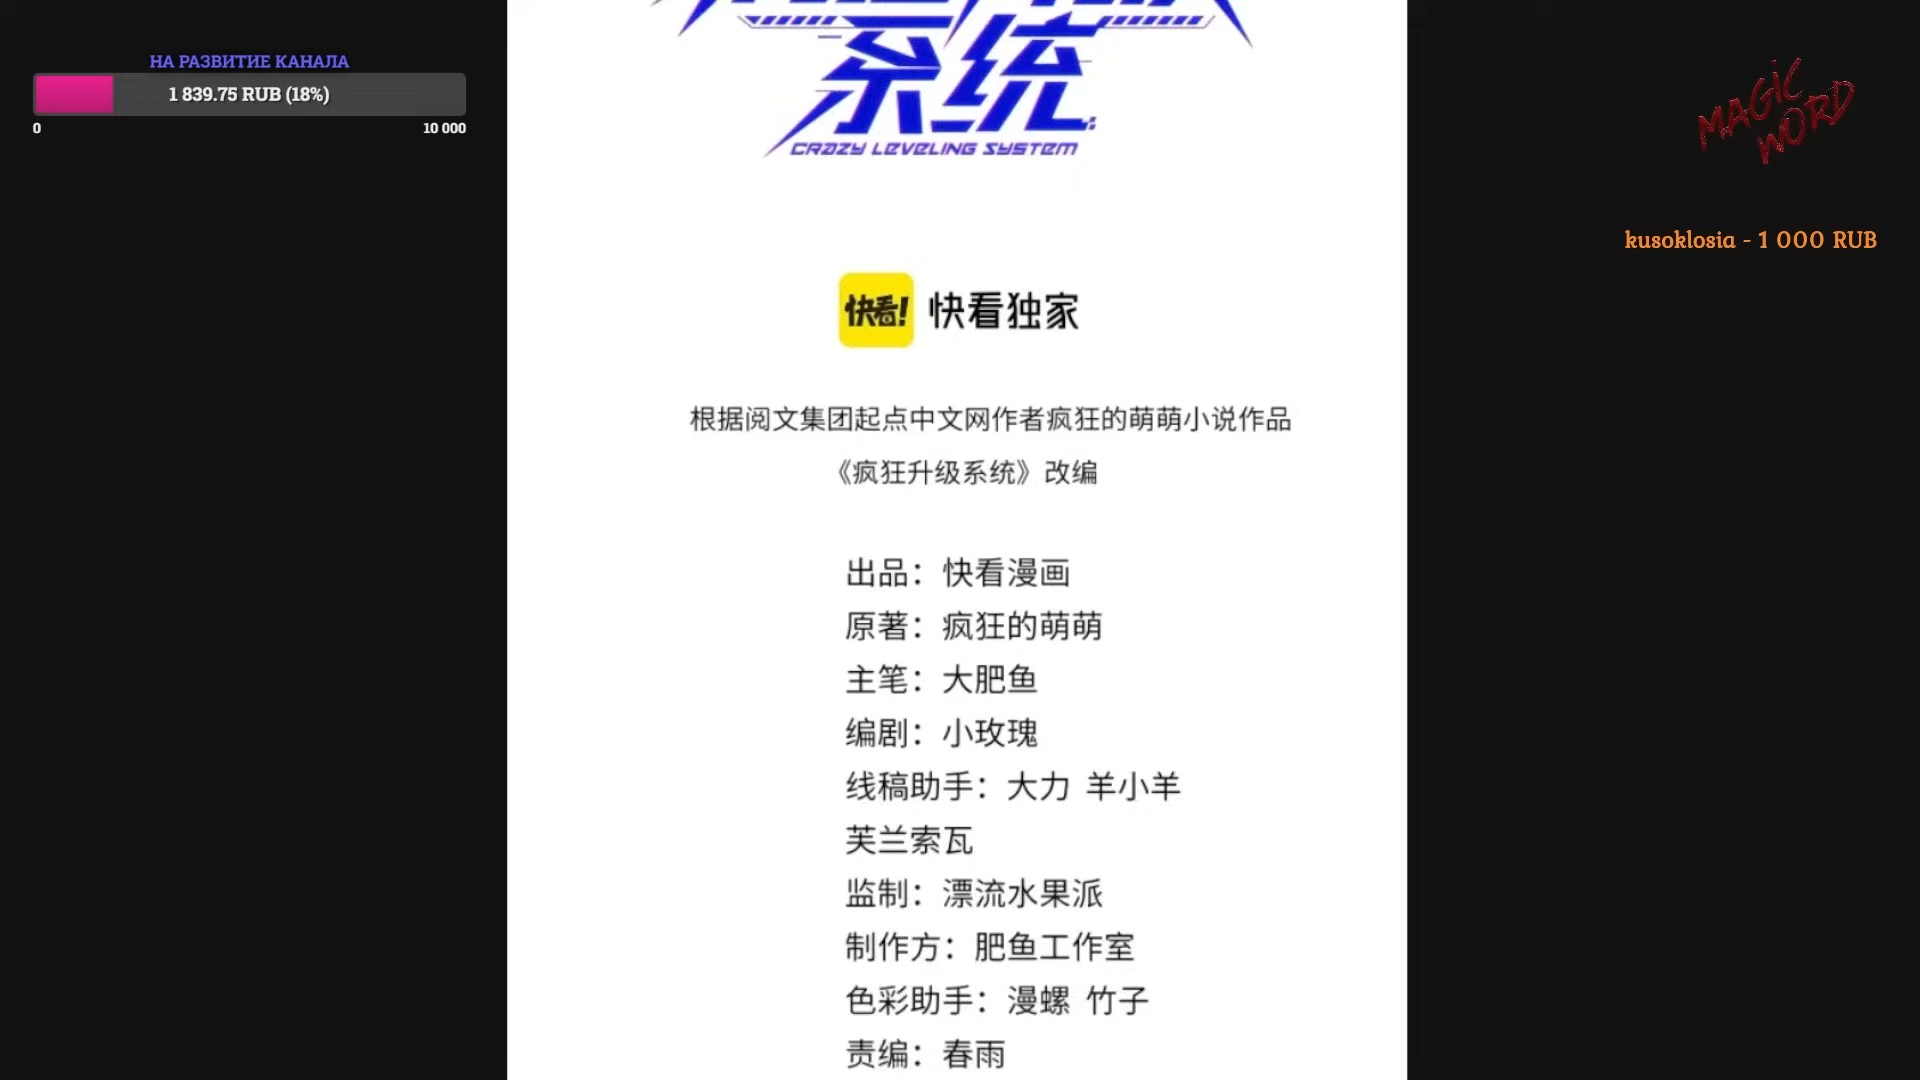 НА РАЗВИТИЕ КАНАЛА
1 839.75 RUB (18%)
0
10 000
MAGIC
WORD
kusoklosia - 1 000 RUB
系统
CRAZY LEVELING SYSTEM
快看!
快看独家
根据阅文集团起点中文网作者疯狂的萌萌小说作品
《疯狂升级系统》改编
出品：快看漫画
原著：疯狂的萌萌
主笔：大肥鱼
编剧：小玫瑰
线稿助手：大力 羊小羊
芙兰索瓦
监制：漂流水果派
制作方：肥鱼工作室
色彩助手：漫螺 竹子
责编：春雨